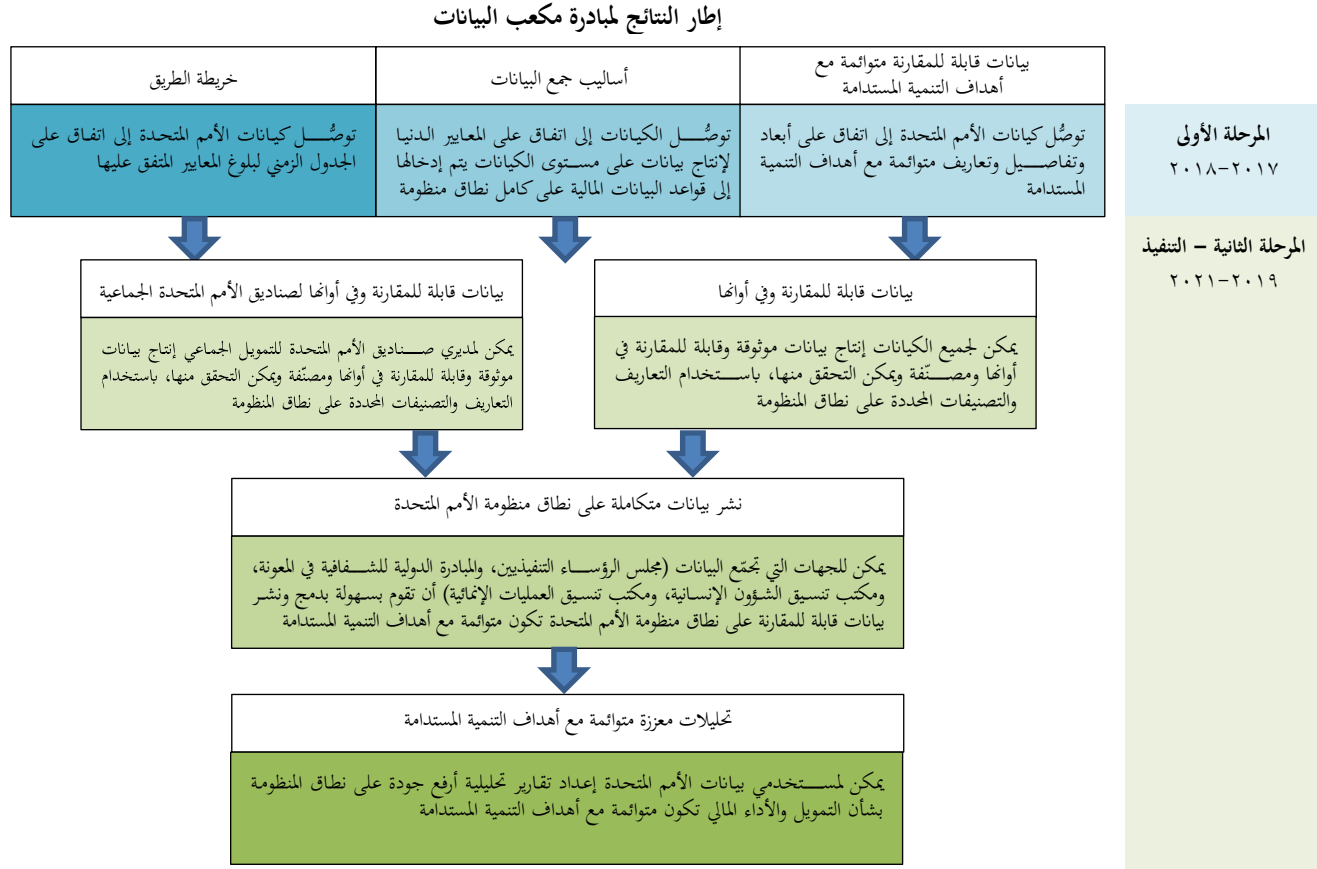 إطار النتائج لمبادرة مكعب البيانات
بيانات قابلة للمقارنة متوائمة مع
أهداف التنمية المستدامة
أساليب جمع البيانات
خريطة الطريق
المرحلة الأولى
٢٠١٧-٢٠١٨
توصُّل كيانات الأمم المتحدة إلى اتفاق على أبعاد
وتفاصيل وتعاريف متوائمة مع أهداف التنمية
المستدامة
توصُّل الكيانات إلى اتفاق على المعايير الدنيا
لإنتاج بيانات على مستوى الكيانات يتم إدخالها
إلى قواعد البيانات المالية على كامل نطاق منظومة
توصُّل كيانات الأمم المتحدة إلى اتفاق على
الجدول الزمني لبلوغ المعايير المتفق عليها
المرحلة الثانية – التنفيذ
٢٠١٩-٢٠٢١
بيانات قابلة للمقارنة وفي أوانها
يمكن لجميع الكيانات إنتاج بيانات موثوقة وقابلة للمقارنة في
أوانها ومصنّفة ويمكن التحقق منها، باستخدام التعاريف
والتصنيفات المحددة على نطاق المنظومة
بيانات قابلة للمقارنة وفي أوانها لصناديق الأمم المتحدة الجماعية
يمكن لمديري صناديق الأمم المتحدة للتمويل الجماعي إنتاج بيانات
موثوقة وقابلة للمقارنة في أوانها ومصنّفة ويمكن التحقق منها، باستخدام
التعاريف والتصنيفات المحددة على نطاق المنظومة
نشر بيانات متكاملة على نطاق منظومة الأمم المتحدة
يمكن للجهات التي تجمّع البيانات (مجلس الرؤساء التنفيذيين، والمبادرة الدولية للشفافية في المعونة،
ومكتب تنسيق الشؤون الإنسانية، ومكتب تنسيق العمليات الإنمائية) أن تقوم بسهولة بدمج ونشر
بيانات قابلة للمقارنة على نطاق منظومة الأمم المتحدة تكون متوائمة مع أهداف التنمية المستدامة
تحليلات معززة متوائمة مع أهداف التنمية المستدامة
يمكن لمستخدمي بيانات الأمم المتحدة إعداد تقارير تحليلية أرفع جودة على نطاق المنظومة
بشأن التمويل والأداء المالي تكون متوائمة مع أهداف التنمية المستدامة